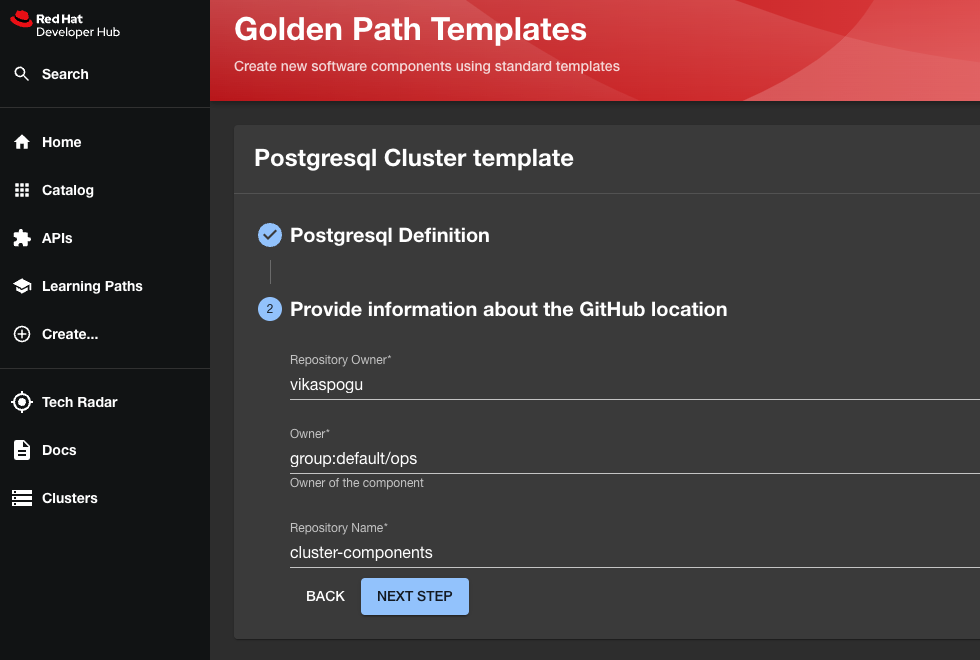 Red Hat
Developer Hub
Search
Home
Catalog
APIs
Learning Paths
Create...
Tech Radar
Docs
Clusters
Golden Path Templates
Create new software components using standard templates
Postgresql Cluster template
Postgresql Definition
2 Provide information about the GitHub location
Repository Owner*
vikaspogu
Owner*
group:default/ops
Owner of the component
Repository Name*
cluster-components
BACK NEXT STEP